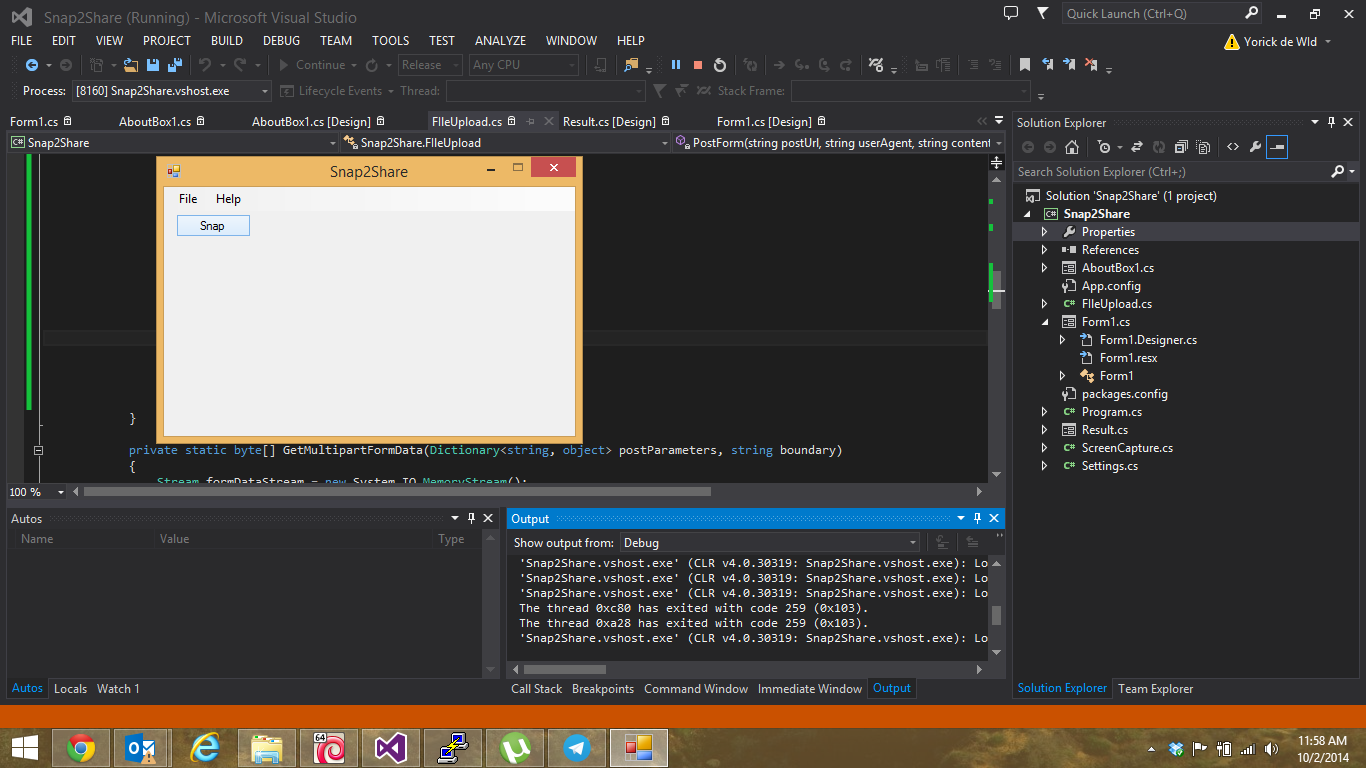 Snap2Share (Running) - Microsoft Visual Studio
Quick Launch (Ctrl+Q)
FILE EDIT VIEW PROJECT BUILD DEBUG TEAM TOOLS TEST ANALYZE WINDOW HELP
Yorick de Wld
Continue Release Any CPU
Process: [8160] Snap2Share.vshost.exe Lifecycle Events Thread: Stack Frame:
Form1.cs AboutBox1.cs AboutBox1.cs [Design] FIleUpload.cs Result.cs [Design] Form1.cs [Design]
Snap2Share Snap2Share.FIleUpload PostForm(string postUrl, string userAgent, string content
Snap2Share
File Help
Snap
}
private static byte[] GetMultipartFormData(Dictionary<string, object> postParameters, string boundary)
{
Stream formDataStream = new System.IO.MemoryStream();
100 %
Autos
Name Value Type
Autos Locals Watch 1
Output
Show output from: Debug
'Snap2Share.vshost.exe' (CLR v4.0.30319: Snap2Share.vshost.exe): Lo
'Snap2Share.vshost.exe' (CLR v4.0.30319: Snap2Share.vshost.exe): Lo
'Snap2Share.vshost.exe' (CLR v4.0.30319: Snap2Share.vshost.exe): Lo
The thread 0xc80 has exited with code 259 (0x103).
The thread 0xa28 has exited with code 259 (0x103).
'Snap2Share.vshost.exe' (CLR v4.0.30319: Snap2Share.vshost.exe): Lo
Call Stack Breakpoints Command Window Immediate Window Output
Solution Explorer
Search Solution Explorer (Ctrl+;)
Solution 'Snap2Share' (1 project)
C# Snap2Share
Properties
References
AboutBox1.cs
App.config
C# FIleUpload.cs
Form1.cs
Form1.Designer.cs
Form1.resx
Form1
packages.config
C# Program.cs
Result.cs
C# ScreenCapture.cs
C# Settings.cs
Solution Explorer Team Explorer
64
11:58 AM
10/2/2014